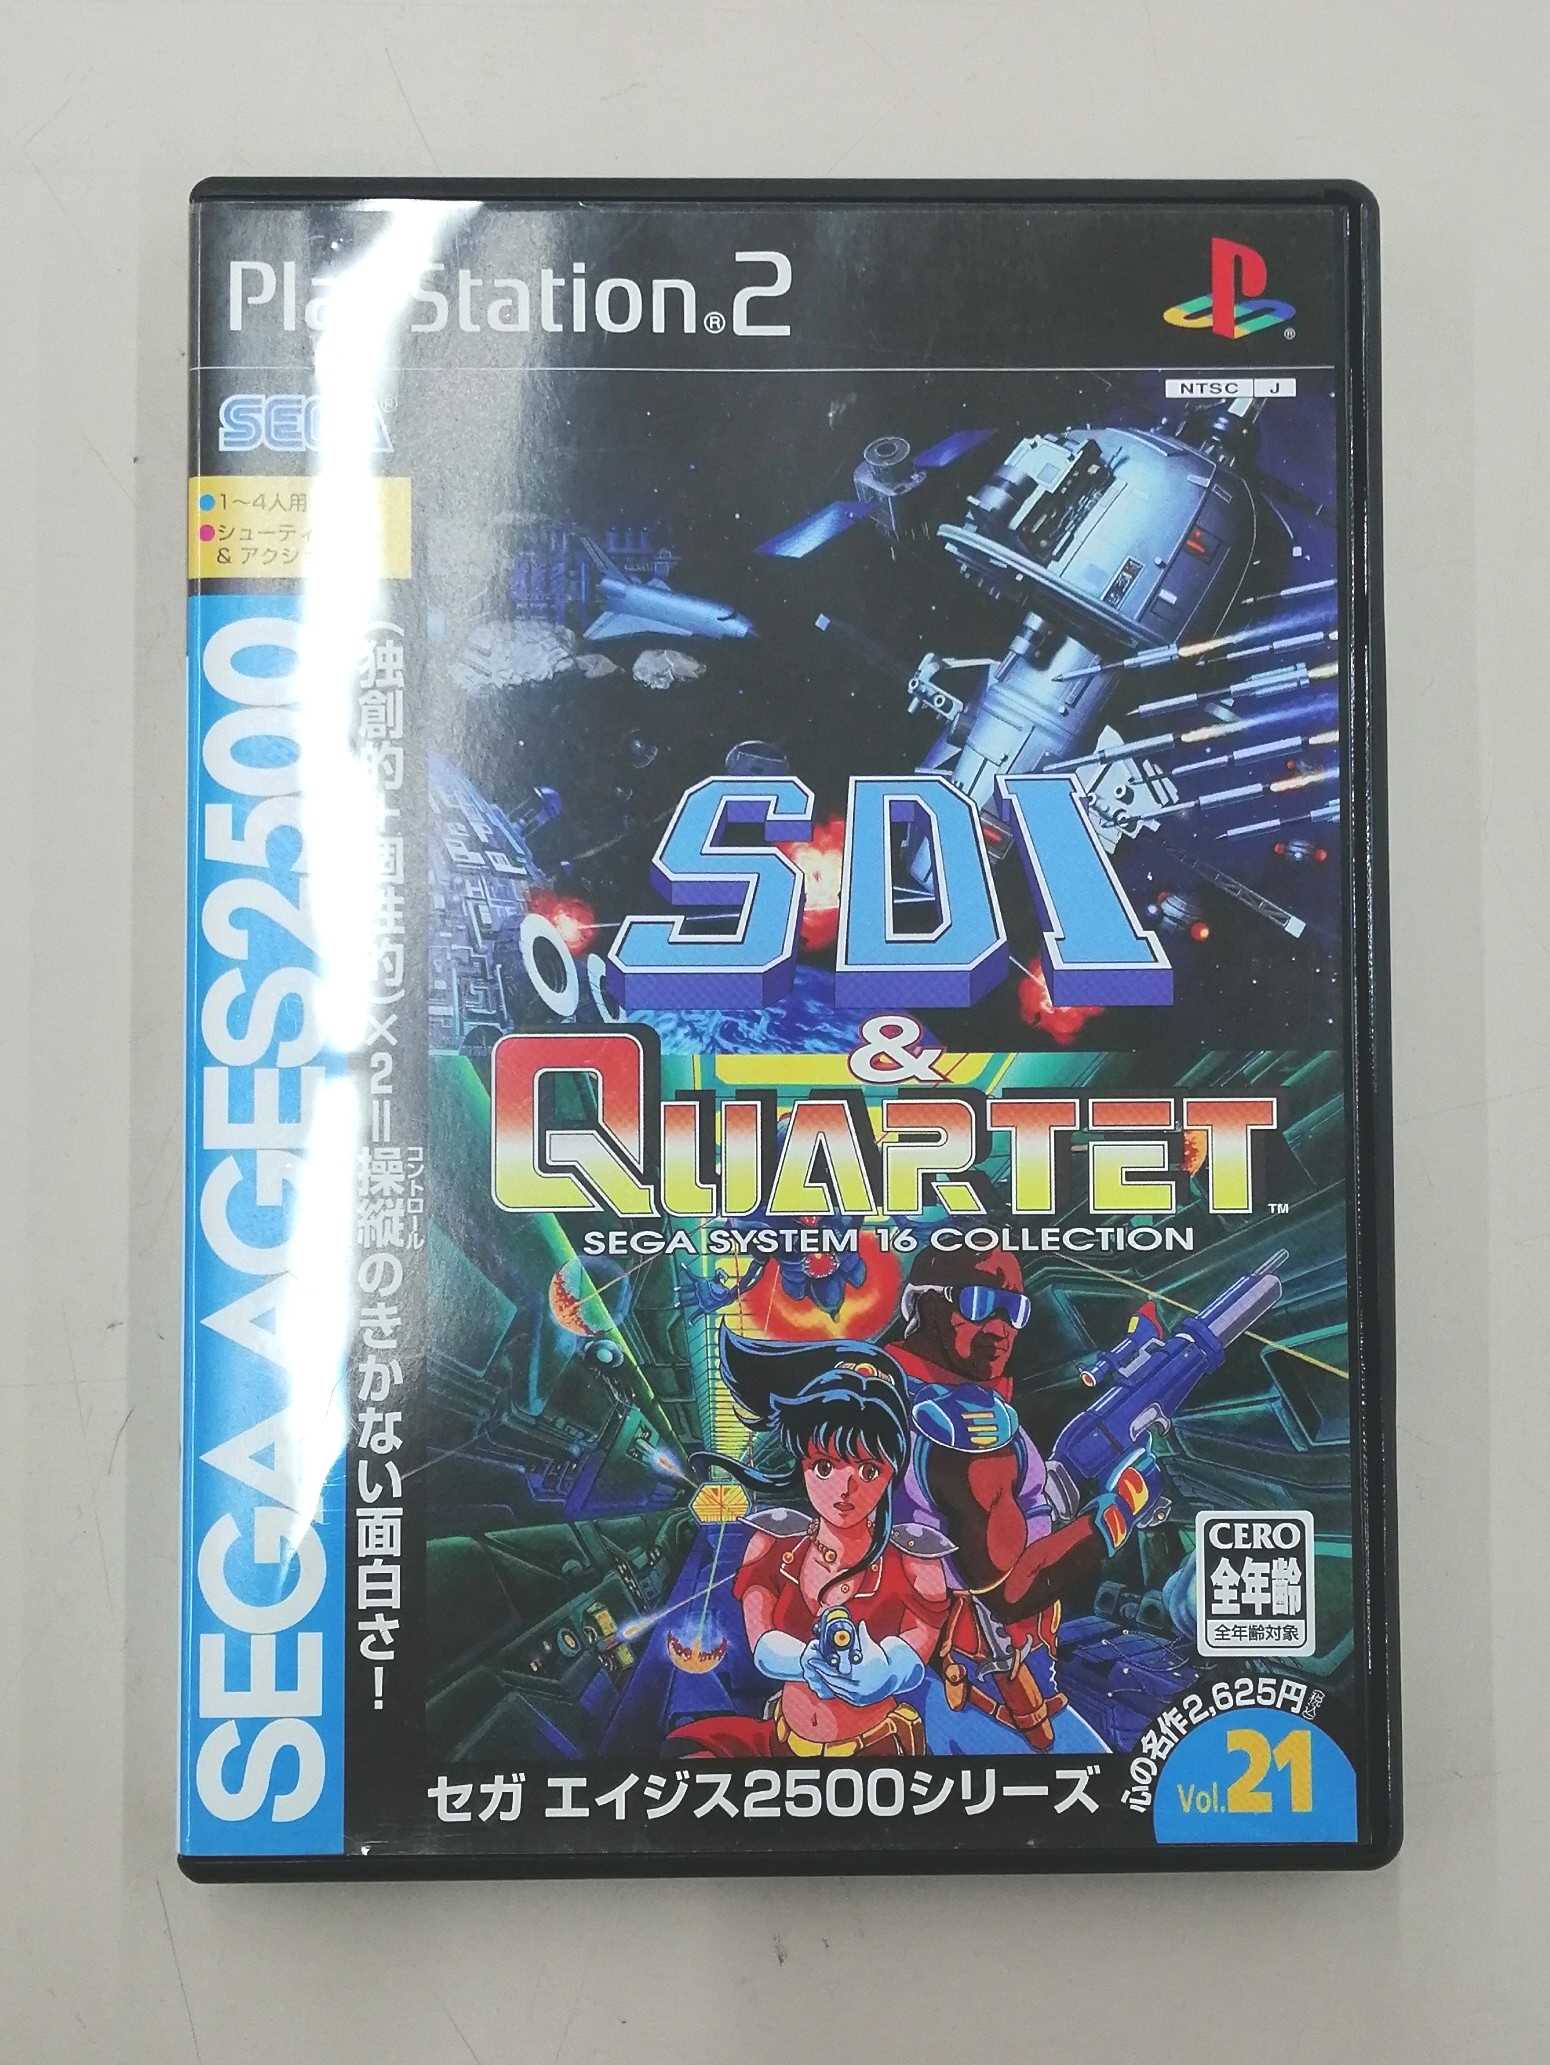 PlayStation®2
NTSC J
SEGA®
●1～4人用
●シューティ
& アクシ
SEGA AGES2500
(独創的＋個性的)×2＝操縦のきかない面白さ！
コントロール
SDI
&
QUARTET™
SEGA SYSTEM 16 COLLECTION
CERO
全年齢
全年齢対象
心の名作2,625円(税込)
Vol.21
セガ エイジス2500シリーズ